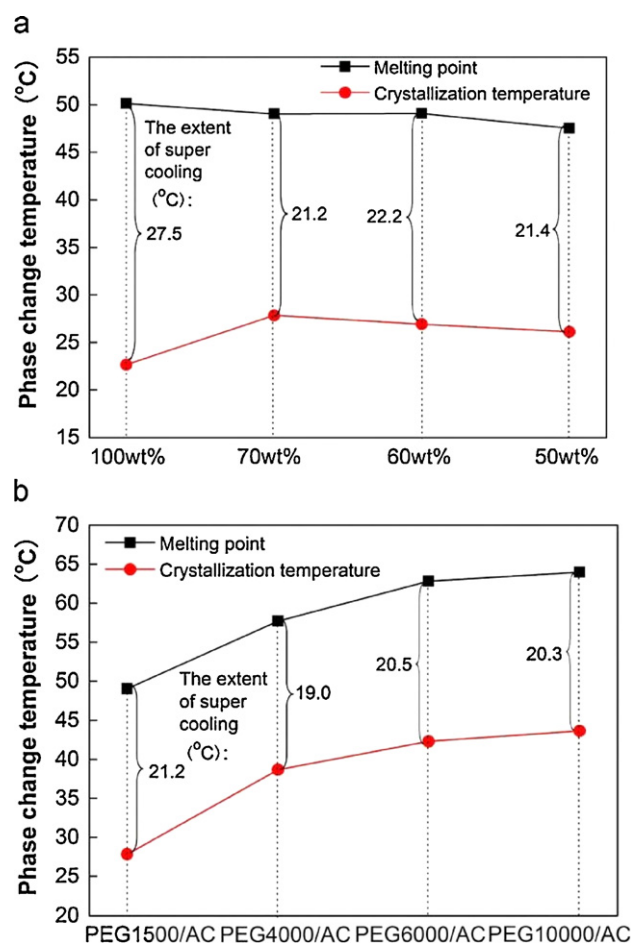 a
Phase change temperature (°C)
55
50
45
40
35
30
25
20
15
Melting point
Crystallization temperature
The extent
of super
cooling
(°C):
27.5
21.2
22.2
21.4
100wt%
70wt%
60wt%
50wt%
b
Phase change temperature (°C)
70
65
60
55
50
45
40
35
30
25
20
Melting point
Crystallization temperature
The extent
of super
cooling
(°C):
21.2
19.0
20.5
20.3
PEG1500/AC
PEG4000/AC
PEG6000/AC
PEG10000/AC